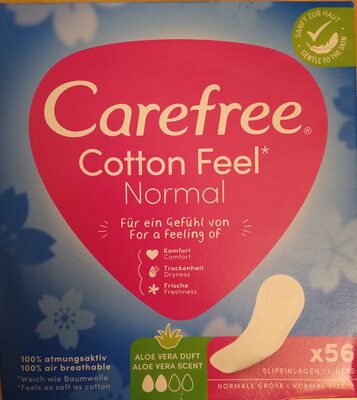 SANFT ZUR HAUT
GENTLE TO THE SKIN
Carefree®
Cotton Feel*
Normal
Für ein Gefühl von
For a feeling of
Komfort
Comfort
Trockenheit
Dryness
Frische
Freshness
100% atmungsaktiv
100% air breathable
*Weich wie Baumwolle
*Feels as soft as cotton
ALOE VERA DUFT
ALOE VERA SCENT
x56
SLIPEINLAGEN | LINERS
NORMALE GRÖßE | NORMAL SIZE